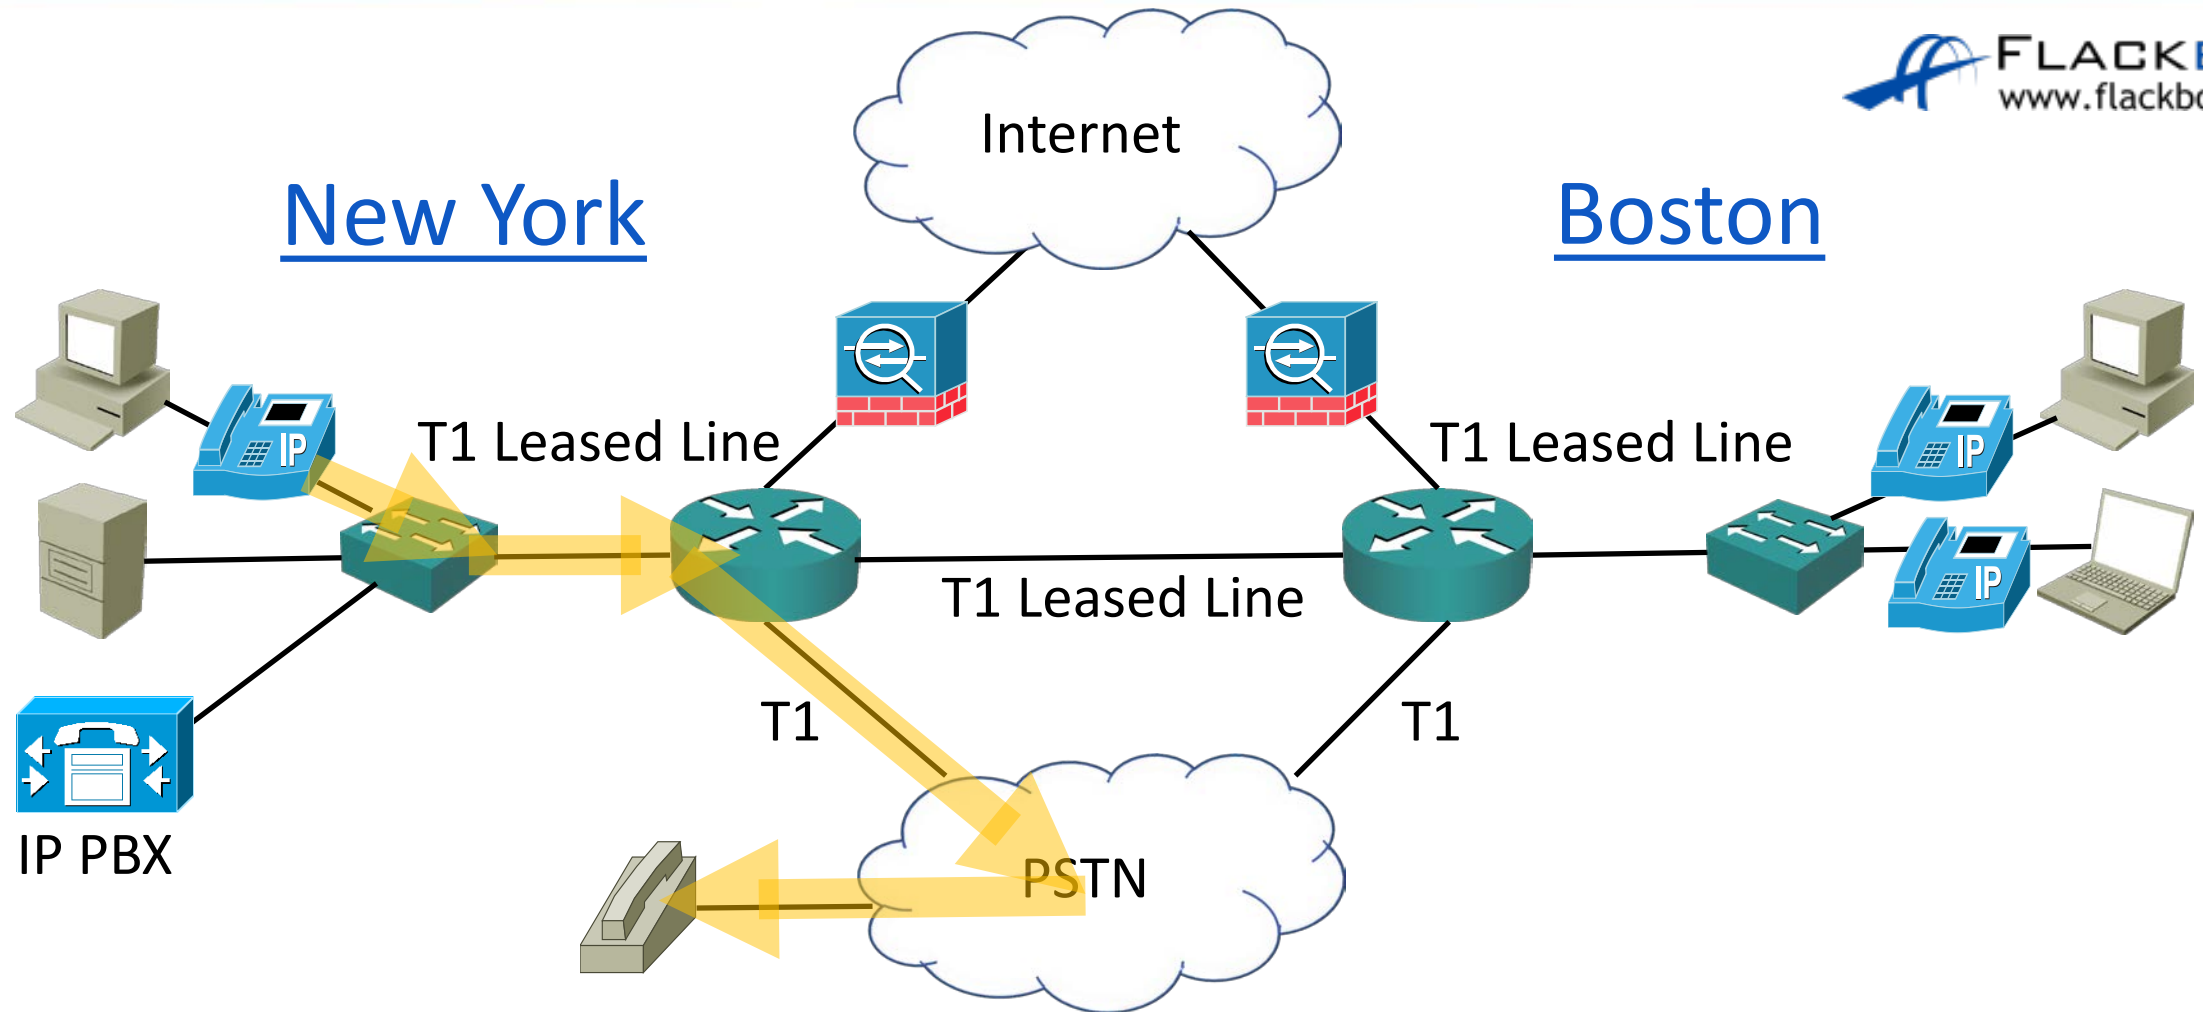 Internet
New York
Boston
IP
T1 Leased Line
T1 Leased Line
IP
T1 Leased Line
IP
T1
T1
IP PBX
PSTN